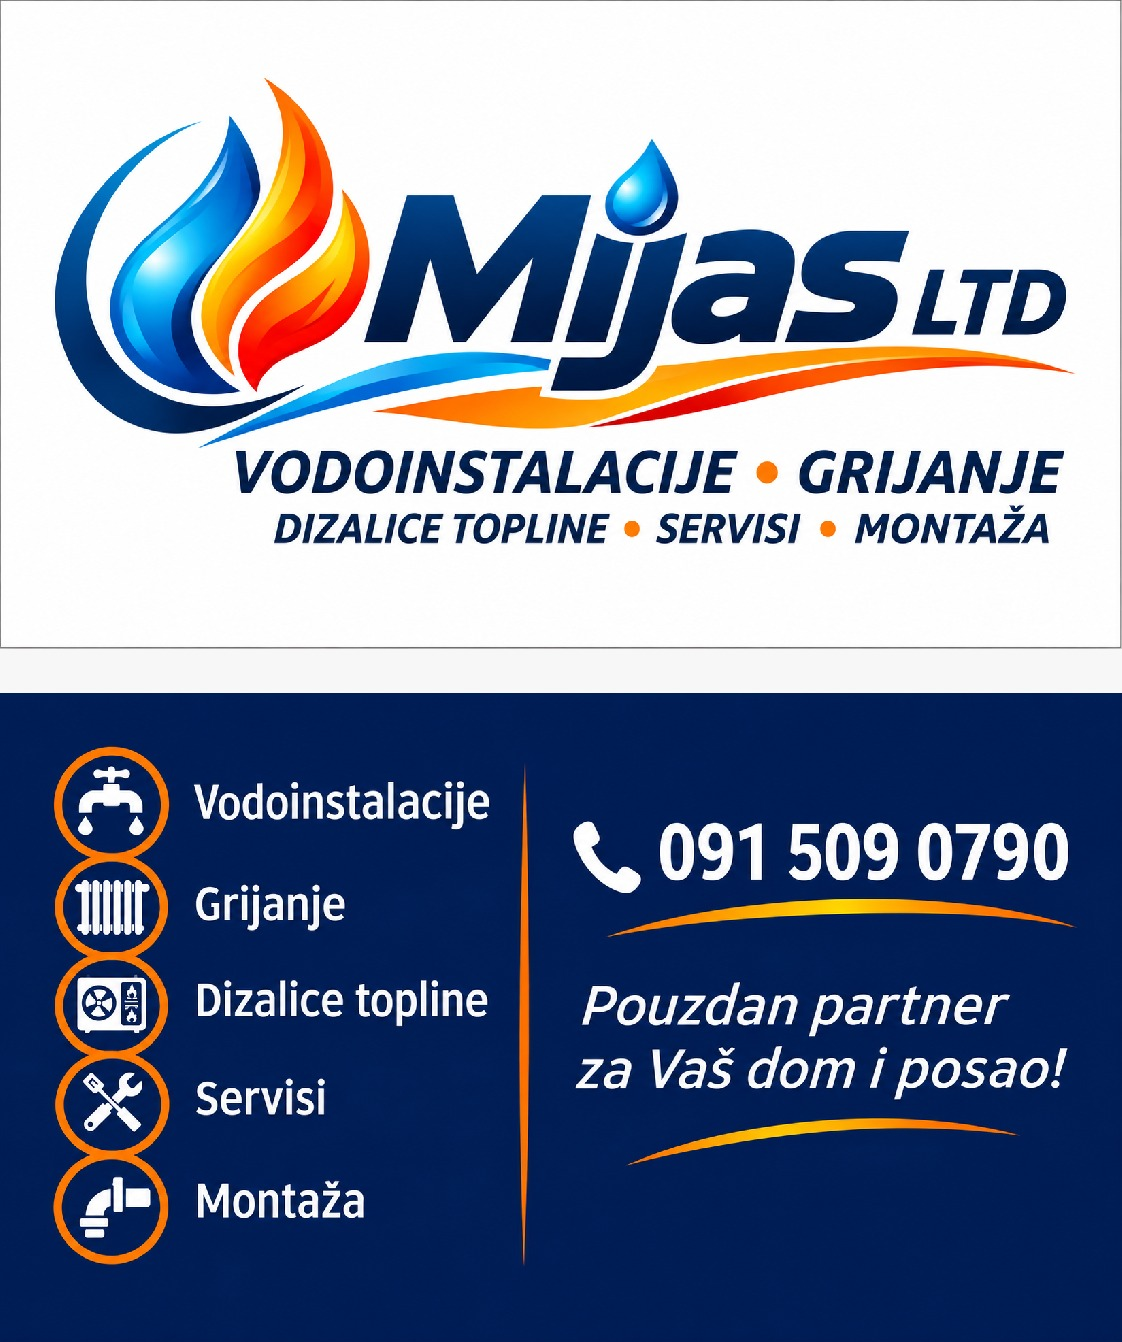 Mijas LTD
VODOINSTALACIJE • GRIJANJE
DIZALICE TOPLINE • SERVISI • MONTAŽA
Vodoinstalacije
Grijanje
Dizalice topline
Servisi
Montaža
091 509 0790
Pouzdan partner
za Vaš dom i posao!